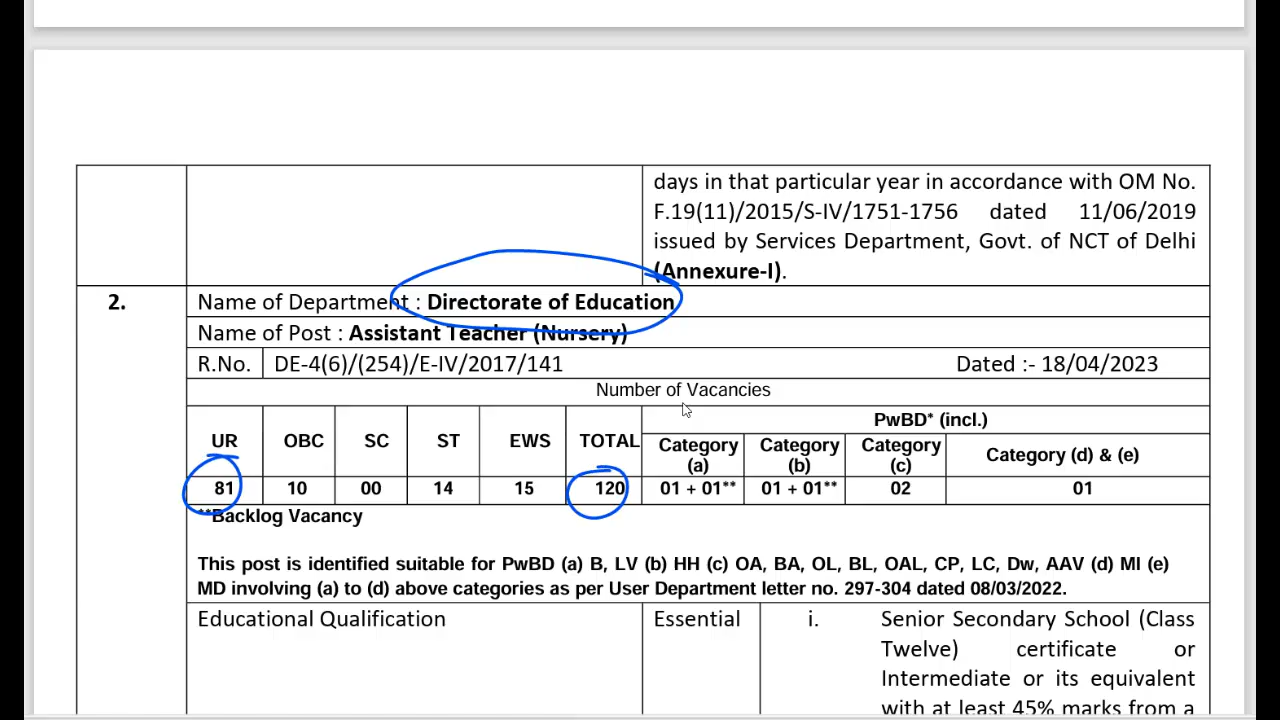 days in that particular year in accordance with OM No.
F.19(11)/2015/S-IV/1751-1756 dated 11/06/2019
issued by Services Department, Govt. of NCT of Delhi
(Annexure-I).
2. Name of Department : Directorate of Education
Name of Post : Assistant Teacher (Nursery)
R.No. DE-4(6)/(254)/E-IV/2017/141 Dated :- 18/04/2023
Number of Vacancies
UR OBC SC ST EWS TOTAL PwBD* (incl.)
Category (a) Category (b) Category (c) Category (d) & (e)
81 10 00 14 15 120 01 + 01** 01 + 01** 02 01
**Backlog Vacancy
This post is identified suitable for PwBD (a) B, LV (b) HH (c) OA, BA, OL, BL, OAL, CP, LC, Dw, AAV (d) MI (e)
MD involving (a) to (d) above categories as per User Department letter no. 297-304 dated 08/03/2022.
Educational Qualification Essential i. Senior Secondary School (Class
Twelve) certificate or
Intermediate or its equivalent
with at least 45% marks from a